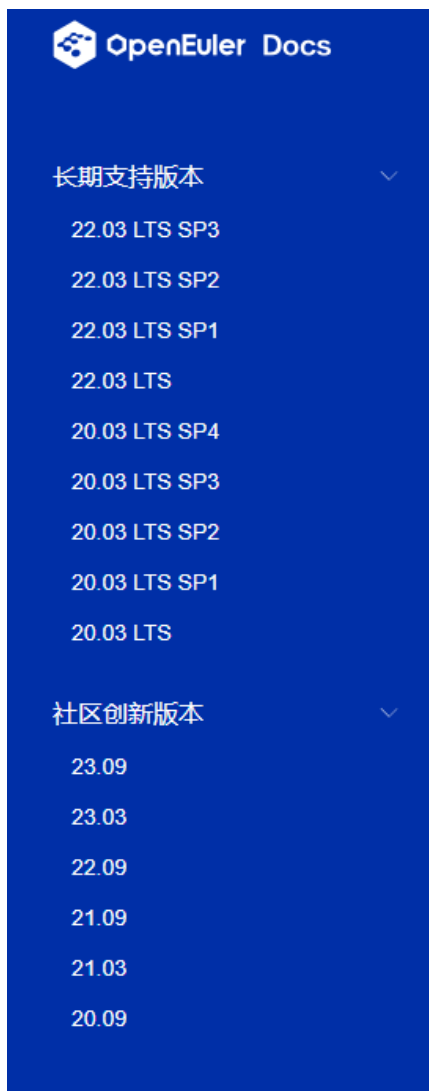 OpenEuler Docs
长期支持版本
22.03 LTS SP3
22.03 LTS SP2
22.03 LTS SP1
22.03 LTS
20.03 LTS SP4
20.03 LTS SP3
20.03 LTS SP2
20.03 LTS SP1
20.03 LTS
社区创新版本
23.09
23.03
22.09
21.09
21.03
20.09